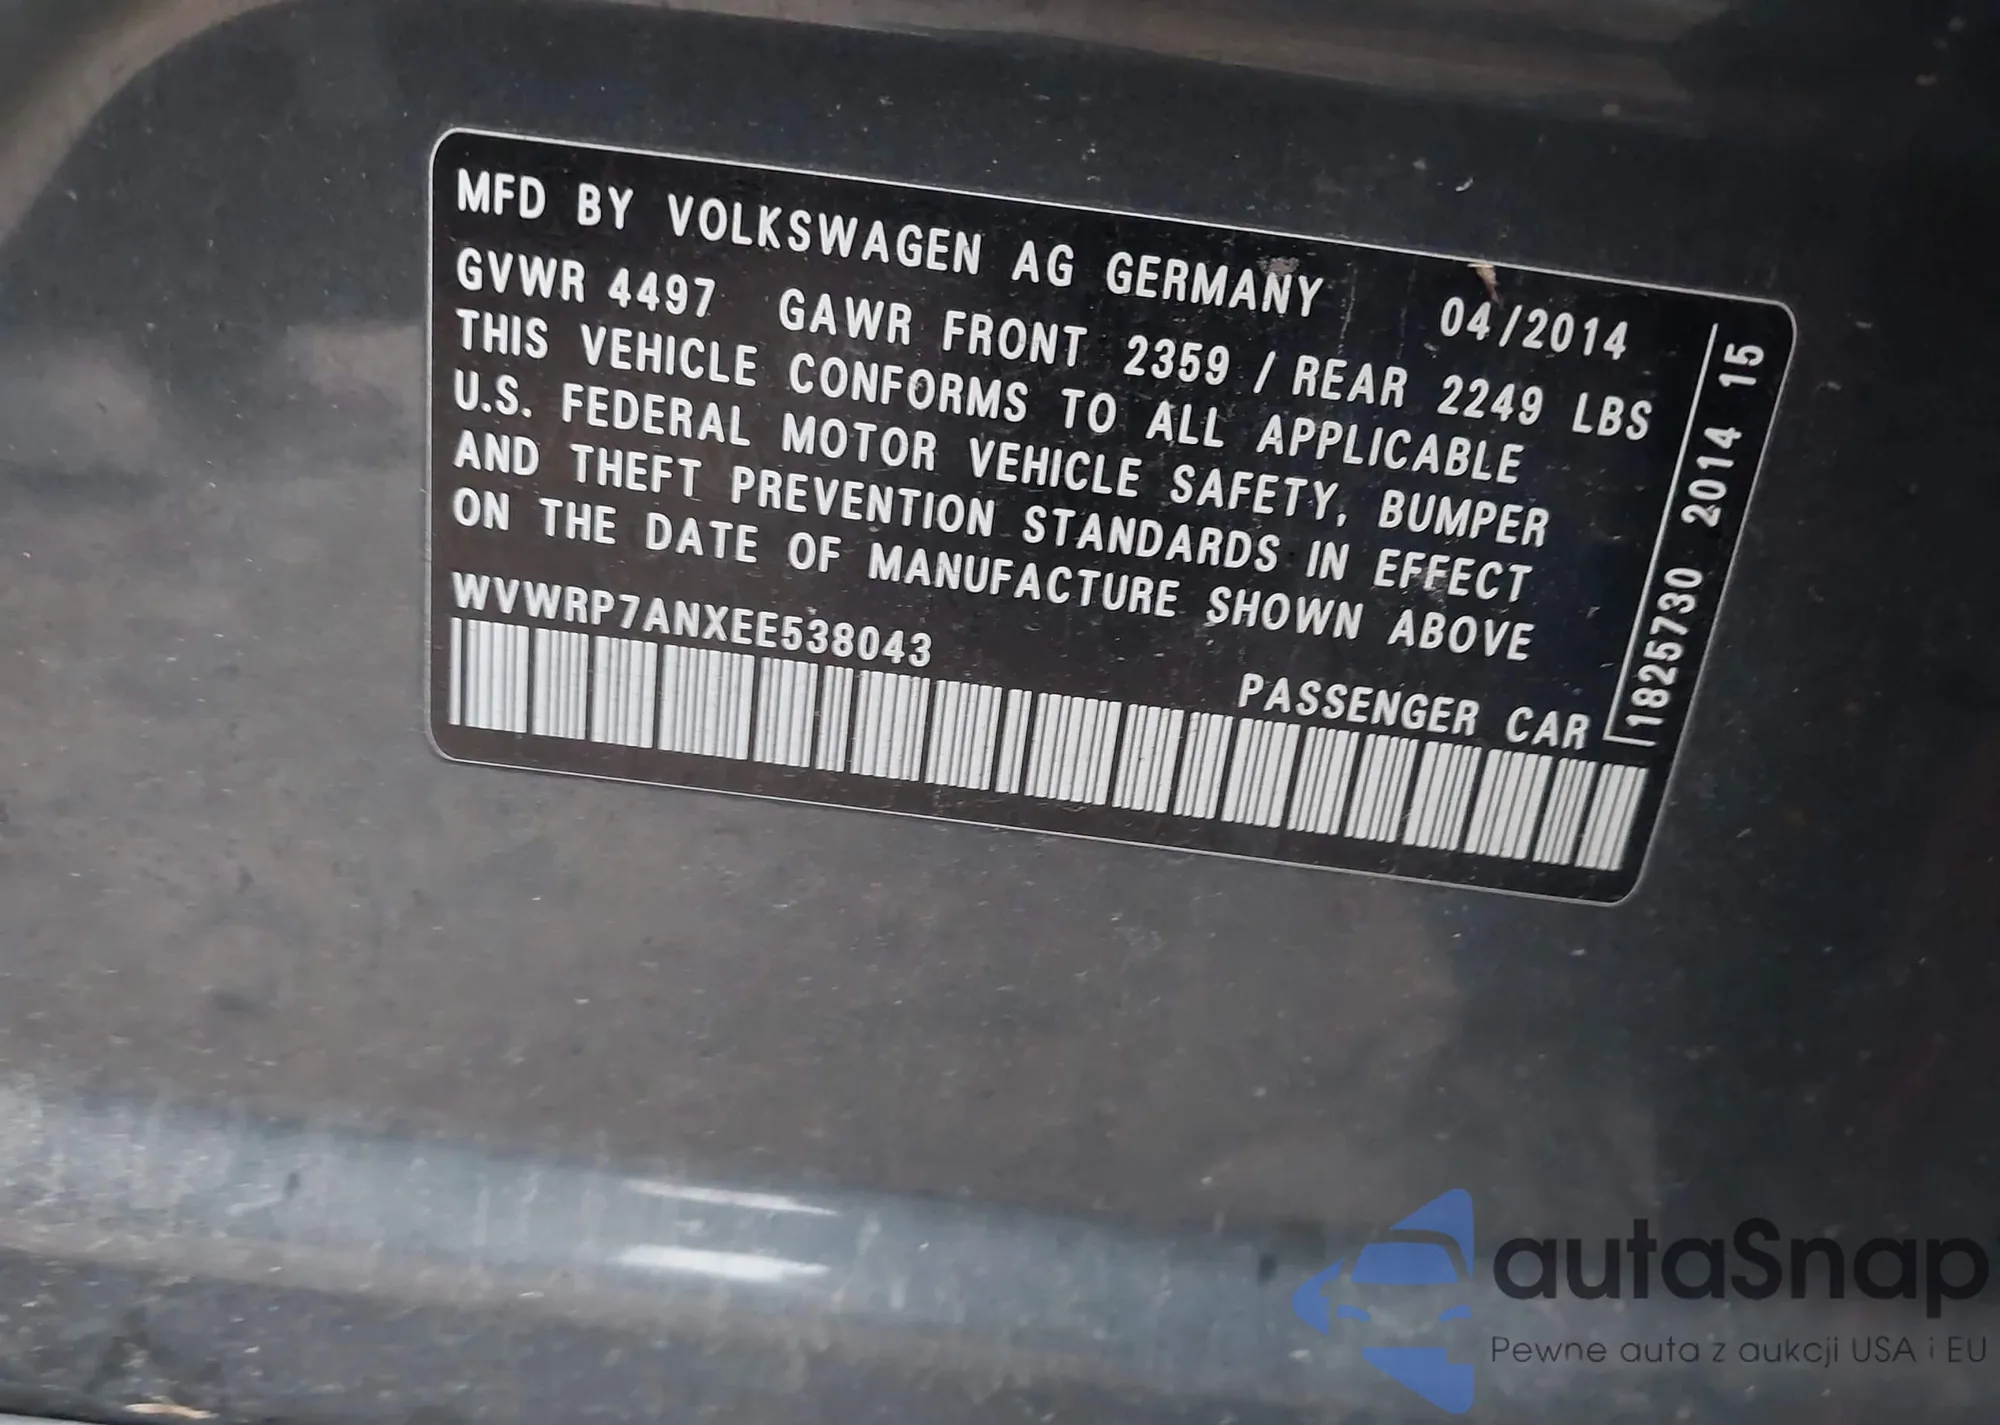 MFD BY VOLKSWAGEN AG GERMANY 04/2014
GVWR 4497 GAWR FRONT 2359 / REAR 2249 LBS
THIS VEHICLE CONFORMS TO ALL APPLICABLE
U.S. FEDERAL MOTOR VEHICLE SAFETY, BUMPER
AND THEFT PREVENTION STANDARDS IN EFFECT
ON THE DATE OF MANUFACTURE SHOWN ABOVE
WVWRP7ANXEE538043
PASSENGER CAR
1825730 2014 15
autaSnap
Pewne auta z aukcji USA i EU